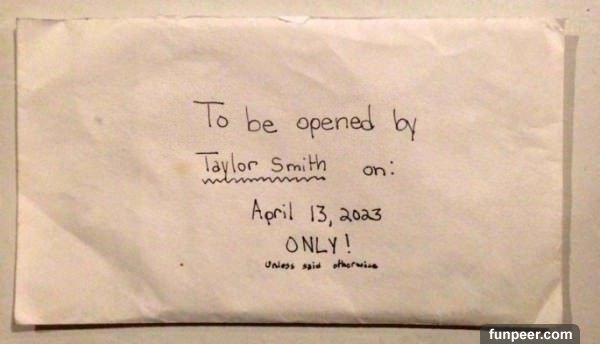 To be opened by
Taylor Smith on:
April 13, 2023
ONLY!
Unless said otherwise
funpeer.com